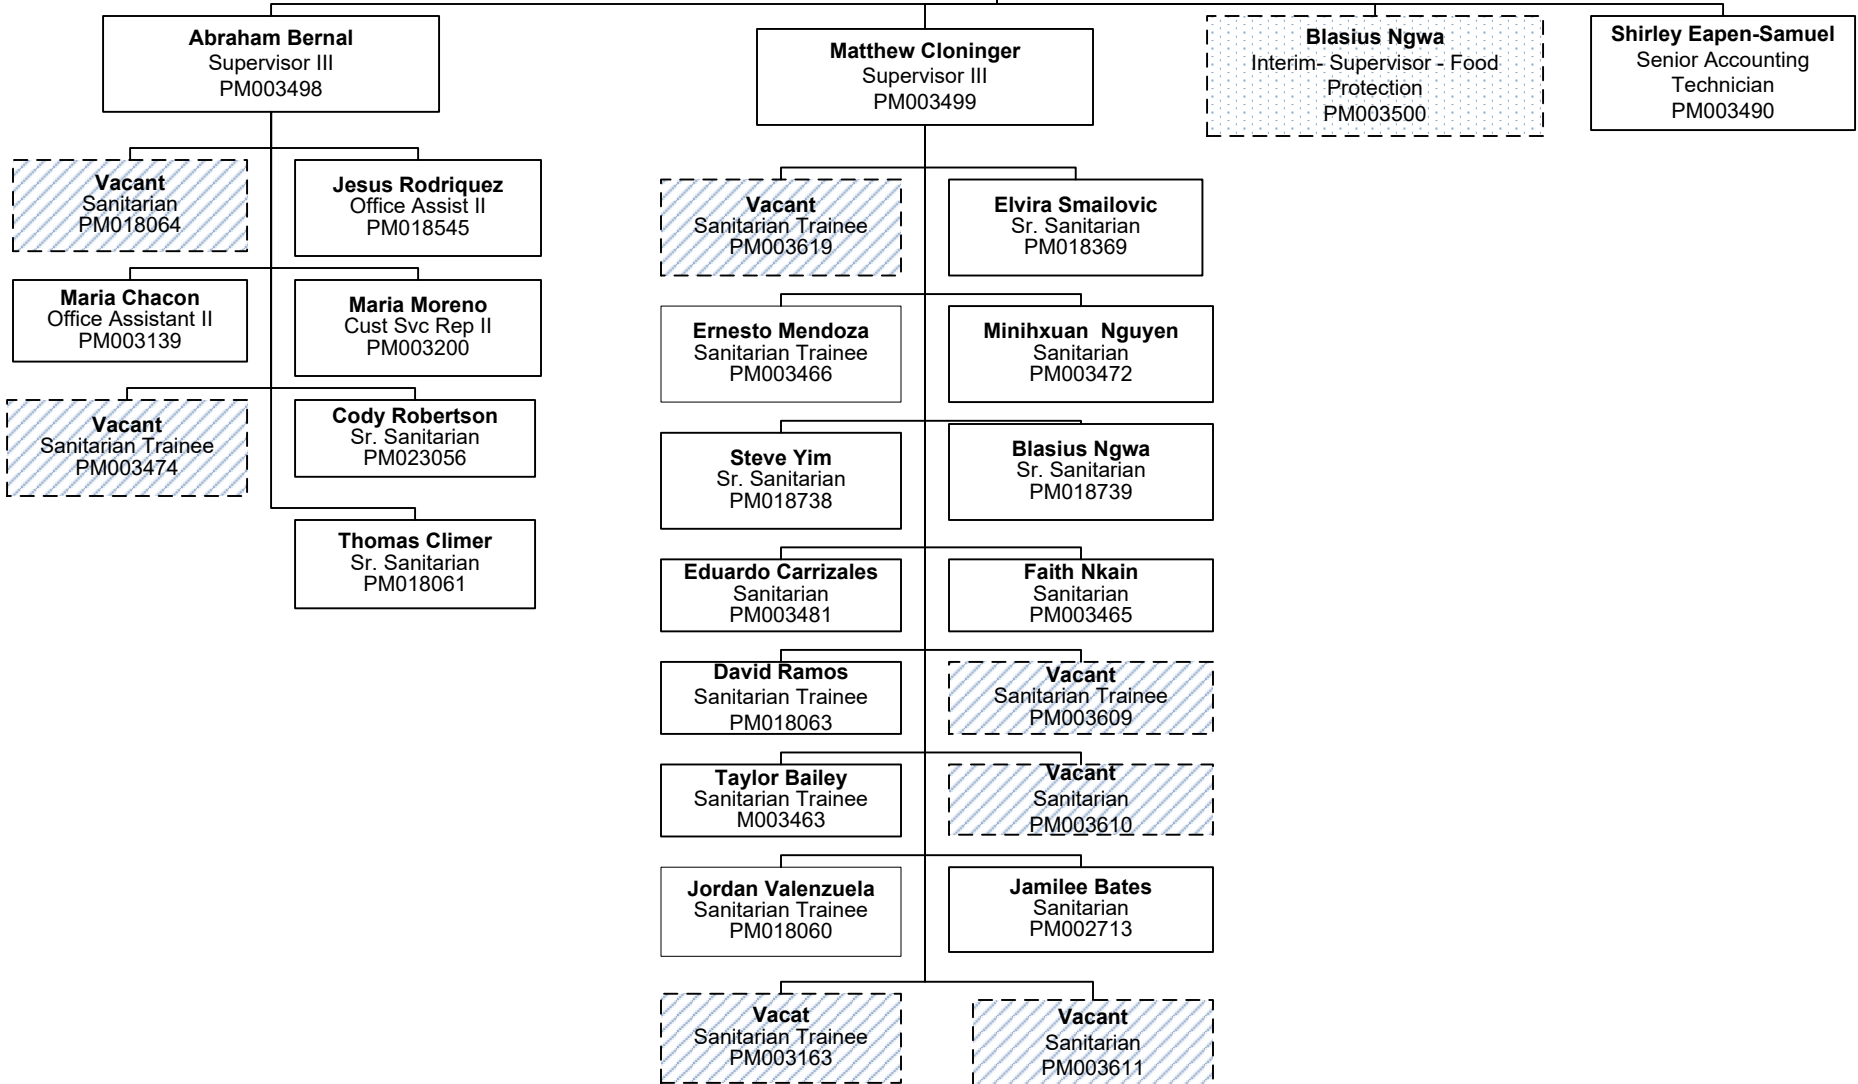 Abraham Bernal
Supervisor III
PM003498
Matthew Cloninger
Supervisor III
PM003499
Blasius Ngwa
Interim- Supervisor - Food
Protection
PM003500
Shirley Eapen-Samuel
Senior Accounting
Technician
PM003490
Vacant
Sanitarian
PM018064
Jesus Rodriquez
Office Assist II
PM018545
Maria Chacon
Office Assistant II
PM003139
Maria Moreno
Cust Svc Rep II
PM003200
Vacant
Sanitarian Trainee
PM003474
Cody Robertson
Sr. Sanitarian
PM023056
Thomas Climer
Sr. Sanitarian
PM018061
Vacant
Sanitarian Trainee
PM003619
Elvira Smailovic
Sr. Sanitarian
PM018369
Ernesto Mendoza
Sanitarian Trainee
PM003466
Minihxuan Nguyen
Sanitarian
PM003472
Steve Yim
Sr. Sanitarian
PM018738
Blasius Ngwa
Sr. Sanitarian
PM018739
Eduardo Carrizales
Sanitarian
PM003481
Faith Nkain
Sanitarian
PM003465
David Ramos
Sanitarian Trainee
PM018063
Vacant
Sanitarian Trainee
PM003609
Taylor Bailey
Sanitarian Trainee
M003463
Vacant
Sanitarian
PM003610
Jordan Valenzuela
Sanitarian Trainee
PM018060
Jamilee Bates
Sanitarian
PM002713
Vacat
Sanitarian Trainee
PM003163
Vacant
Sanitarian
PM003611